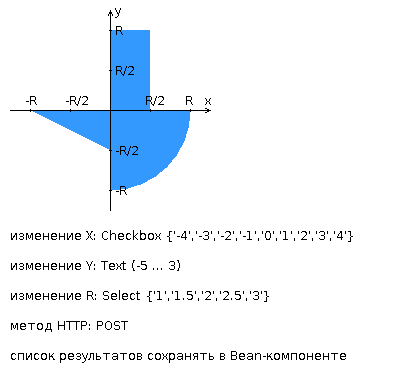 y
R
R/2
-R
-R/2
R/2
R
x
-R/2
-R
изменение X: Checkbox {'-4','-3','-2','-1','0','1','2','3','4'}
изменение Y: Text (-5 ... 3)
изменение R: Select {'1','1.5','2','2.5','3'}
метод HTTP: POST
список результатов сохранять в Bean-компоненте